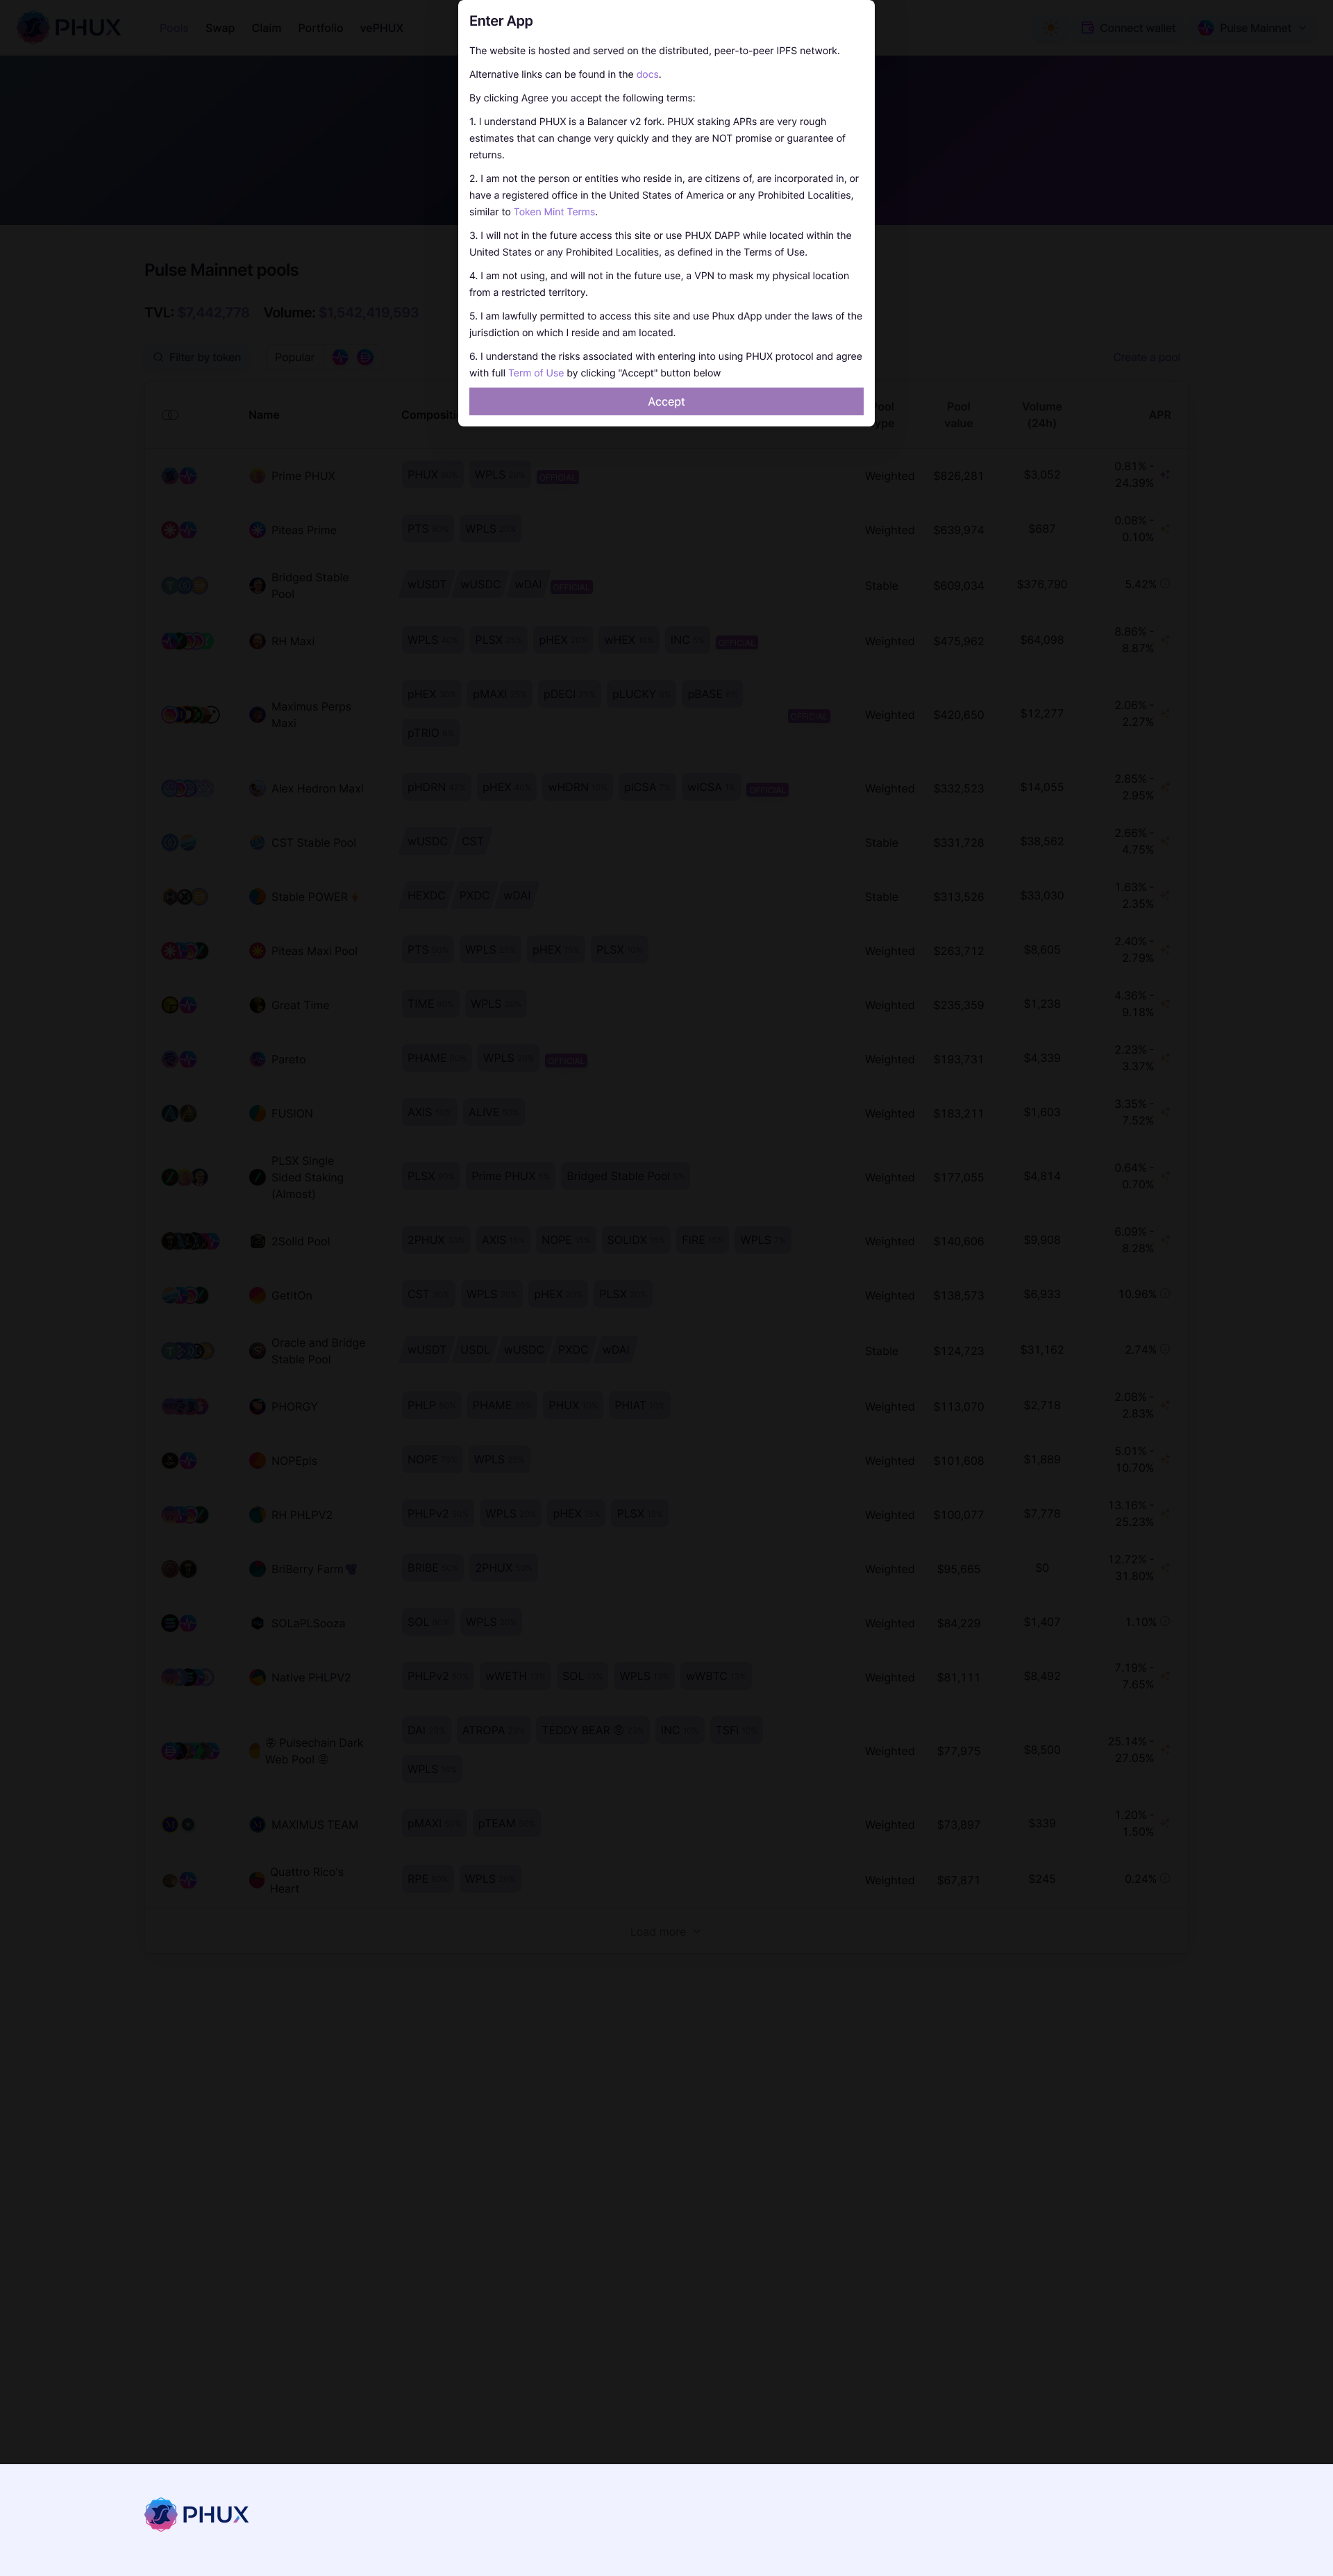 PHUX
Pools Swap Claim Portfolio vePHUX
Connect wallet
Pulse Mainnet
Enter App
The website is hosted and served on the distributed, peer-to-peer IPFS network.
Alternative links can be found in the docs.
By clicking Agree you accept the following terms:
1. I understand PHUX is a Balancer v2 fork. PHUX staking APRs are very rough
estimates that can change very quickly and they are NOT promise or guarantee of
returns.
2. I am not the person or entities who reside in, are citizens of, are incorporated in, or
have a registered office in the United States of America or any Prohibited Localities,
similar to Token Mint Terms.
3. I will not in the future access this site or use PHUX DAPP while located within the
United States or any Prohibited Localities, as defined in the Terms of Use.
4. I am not using, and will not in the future use, a VPN to mask my physical location
from a restricted territory.
5. I am lawfully permitted to access this site and use Phux dApp under the laws of the
jurisdiction on which I reside and am located.
6. I understand the risks associated with entering into using PHUX protocol and agree
with full Term of Use by clicking "Accept" button below
Accept
Pulse Mainnet pools
TVL: $7,442,778 Volume: $1,542,419,593
Filter by token Popular Create a pool
Name Pool value Volume (24h) APR
Prime PHUX PHUX WPLS OFFICIAL Weighted $826,281 $3,052 0.81% - 24.39%
Piteas Prime PTS WPLS Weighted $639,974 $687 0.08% - 0.10%
Bridged Stable Pool wUSDT wUSDC wDAI OFFICIAL Stable $609,034 $376,790 5.42%
RH Maxi WPLS PLSX pHEX wHEX INC OFFICIAL Weighted $475,962 $64,098 8.86% - 8.87%
Maximus Perps Maxi pHEX pMAXI pDECI pLUCKY pBASE pTRIO OFFICIAL Weighted $420,650 $12,277 2.06% - 2.27%
Alex Hedron Maxi pHDRN pHEX wHDRN pICSA wICSA OFFICIAL Weighted $332,523 $14,055 2.85% - 2.95%
CST Stable Pool wUSDC CST Stable $331,728 $38,562 2.66% - 4.75%
Stable POWER HEXDC PXDC wDAI Stable $313,526 $33,030 1.63% - 2.35%
Piteas Maxi Pool PTS WPLS pHEX PLSX Weighted $263,712 $8,605 2.40% - 2.79%
Great Time TIME WPLS Weighted $235,359 $1,238 4.36% - 9.18%
Pareto PHAME WPLS OFFICIAL Weighted $193,731 $4,339 2.23% - 3.37%
FUSION AXIS ALIVE Weighted $183,211 $1,603 3.35% - 7.52%
PLSX Single Sided Staking (Almost) PLSX Prime PHUX Bridged Stable Pool Weighted $177,055 $4,814 0.64% - 0.70%
2Solid Pool 2PHUX AXIS NOPE SOLIDX FIRE WPLS Weighted $140,606 $9,908 6.09% - 8.28%
GetitOn CST WPLS pHEX PLSX Weighted $138,573 $6,933 10.96%
Oracle and Bridge Stable Pool wUSDT USDL wUSDC PXDC wDAI Stable $124,723 $31,162 2.74%
PHORGY PHLP PHAME PHUX PHIAT Weighted $113,070 $2,718 2.08% - 2.83%
NOPEpls NOPE WPLS Weighted $101,608 $1,889 5.01% - 10.70%
RH PHLPV2 PHLPv2 WPLS pHEX PLSX Weighted $100,077 $7,778 13.16% - 25.23%
BriBerry Farm BRIBE 2PHUX Weighted $95,665 $0 12.72% - 31.80%
SOLaPLSooza SOL WPLS Weighted $84,229 $1,407 1.10%
Native PHLPV2 PHLPv2 wWETH SOL WPLS wWBTC Weighted $81,111 $8,492 7.19% - 7.65%
Pulsechain Dark Web Pool DAI ATROPA TEDDY BEAR INC TSFi WPLS Weighted $77,975 $8,500 25.14% - 27.05%
MAXIMUS TEAM pMAXI pTEAM Weighted $73,897 $339 1.20% - 1.50%
Quattro Rico's Heart RPE WPLS Weighted $67,871 $245 0.24%
Load more
PHUX